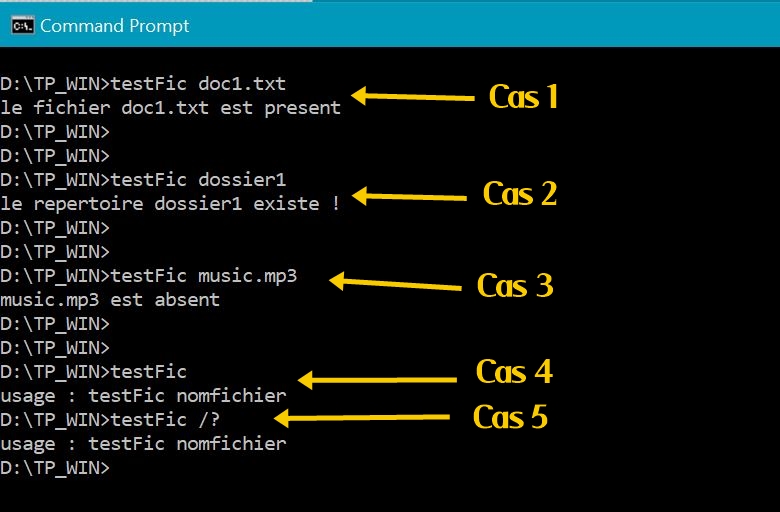 Command Prompt
D:\TP_WIN>testFic doc1.txt
le fichier doc1.txt est present
Cas 1
D:\TP_WIN>
D:\TP_WIN>
D:\TP_WIN>testFic dossier1
le repertoire dossier1 existe !
Cas 2
D:\TP_WIN>
D:\TP_WIN>
D:\TP_WIN>testFic music.mp3
music.mp3 est absent
Cas 3
D:\TP_WIN>
D:\TP_WIN>
D:\TP_WIN>testFic
usage : testFic nomfichier
Cas 4
D:\TP_WIN>testFic /?
usage : testFic nomfichier
Cas 5
D:\TP_WIN>